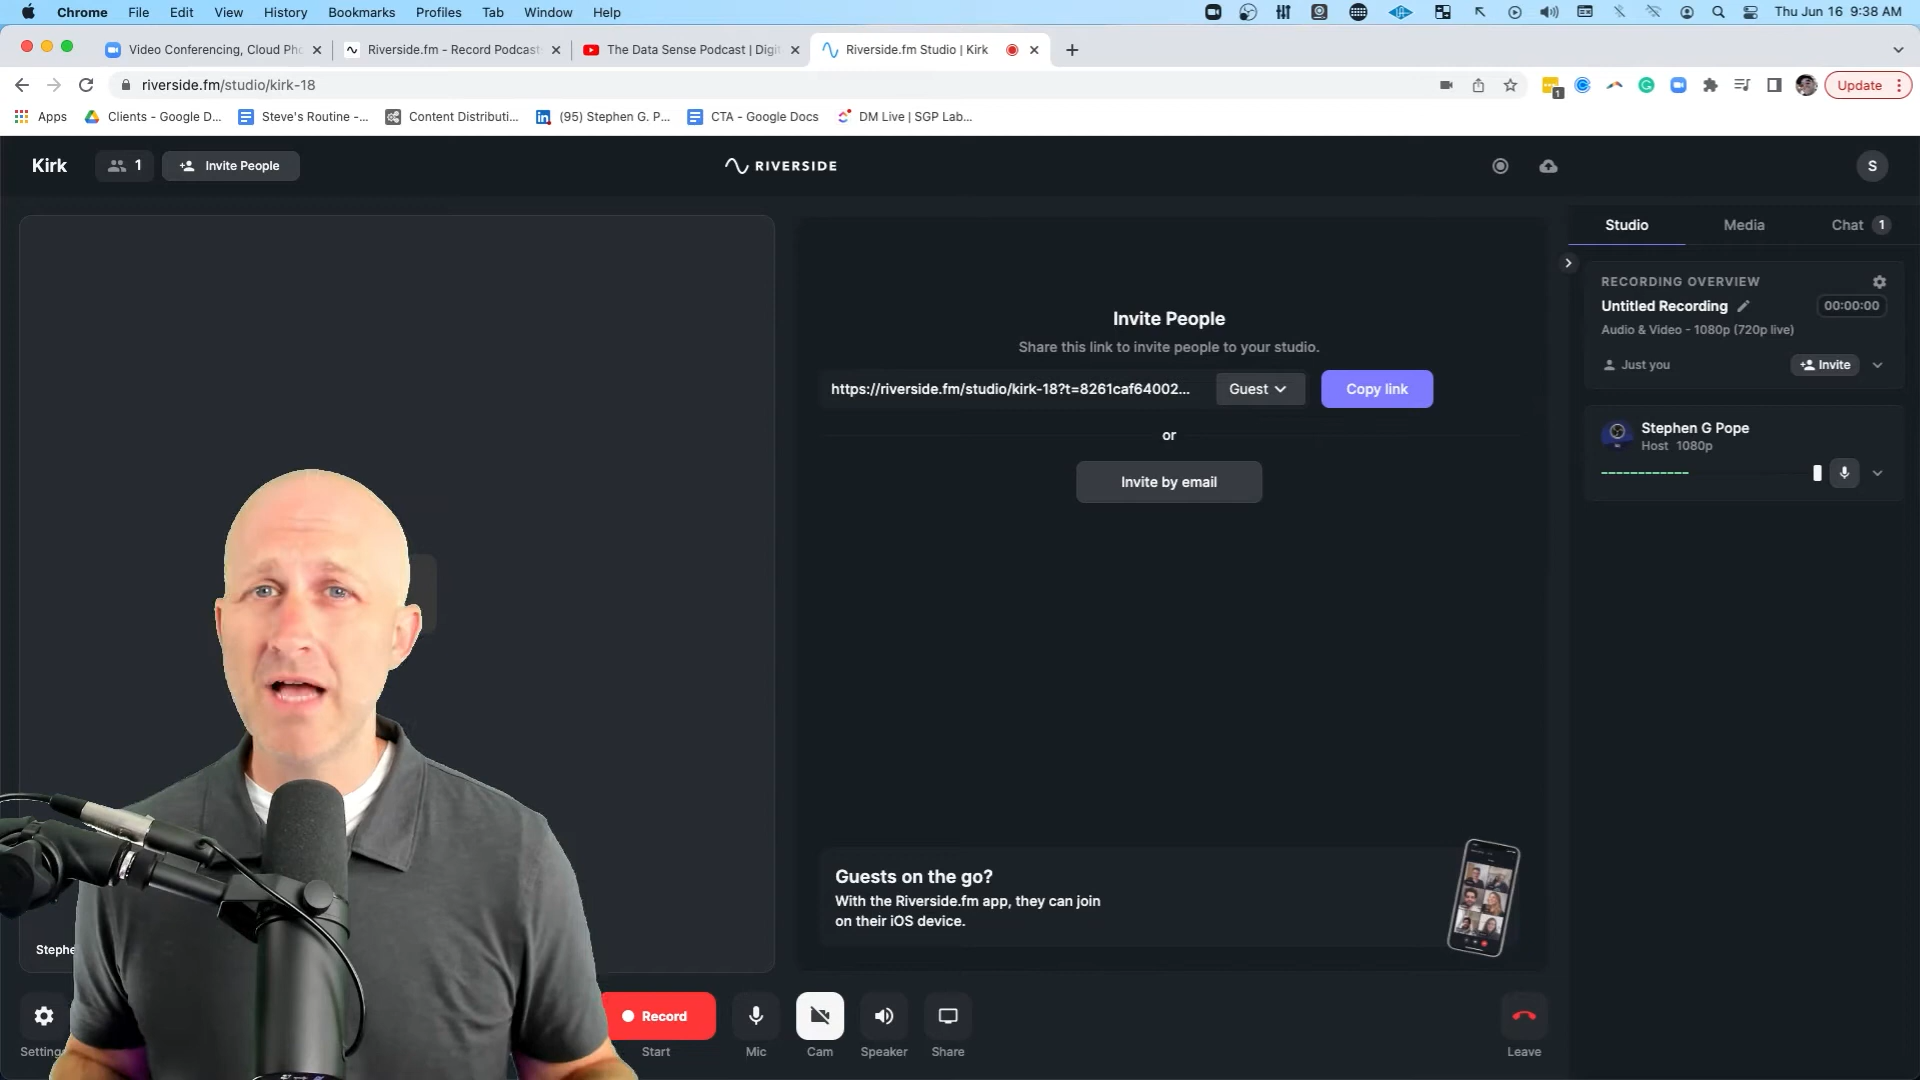 Chrome File Edit View History Bookmarks Profiles Tab Window Help
Thu Jun 16 9:38 AM
Video Conferencing, Cloud Pho
Riverside.fm - Record Podcasts
The Data Sense Podcast | Digit
Riverside.fm Studio | Kirk
riverside.fm/studio/kirk-18
1
Update
Apps
Clients - Google D...
Steve's Routine -...
Content Distributi...
(95) Stephen G. P...
CTA - Google Docs
DM Live | SGP Lab...
Kirk
1
Invite People
RIVERSIDE
S
Studio
Media
Chat 1
RECORDING OVERVIEW
Untitled Recording
00:00:00
Audio & Video - 1080p (720p live)
Just you
Invite
Stephen G Pope
Host 1080p
Invite People
Share this link to invite people to your studio.
https://riverside.fm/studio/kirk-18?t=8261caf64002...
Guest
Copy link
or
Invite by email
Guests on the go?
With the Riverside.fm app, they can join
on their iOS device.
Stephe
Record
Setting
Start
Mic
Cam
Speaker
Share
Leave